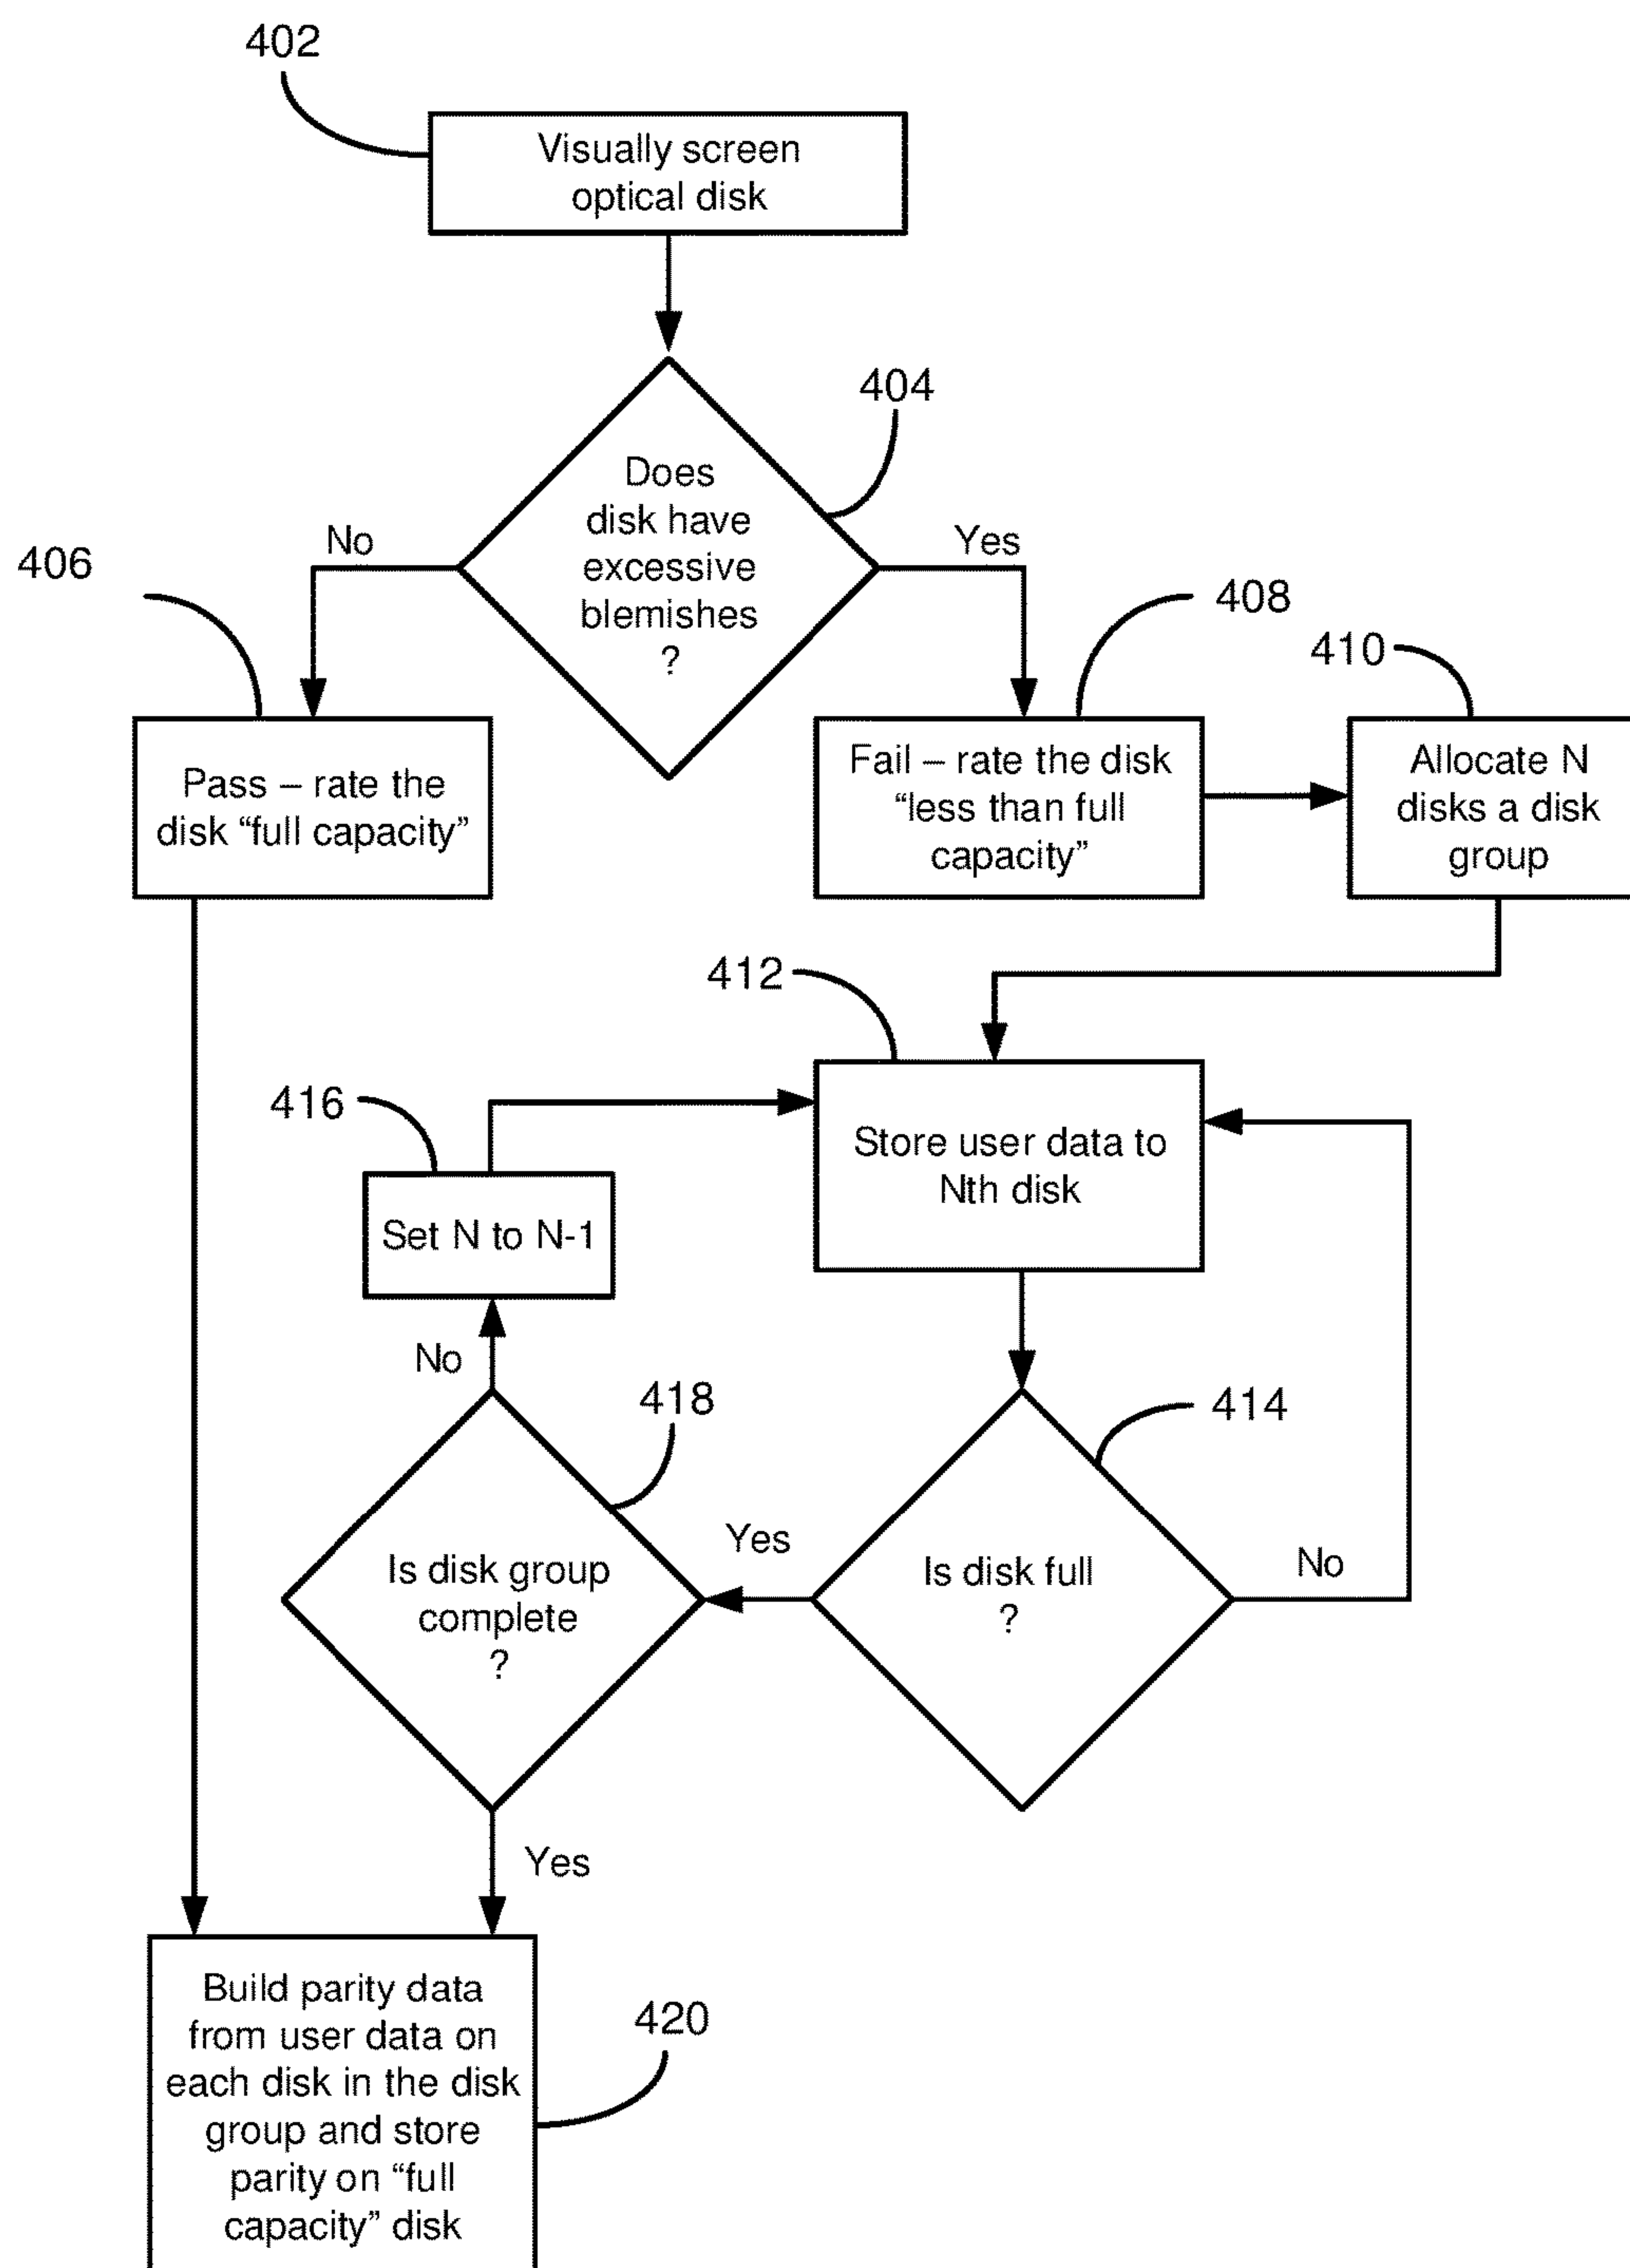 402
Visually screen
optical disk
404
Does
disk have
excessive
blemishes
?
No
Yes
406
408
410
Pass – rate the
disk “full capacity”
Fail – rate the disk
“less than full
capacity”
Allocate N
disks a disk
group
412
416
Store user data to
Nth disk
Set N to N-1
No
418
414
Yes
Is disk group
complete
?
Is disk full
?
No
Yes
Build parity data
from user data on
each disk in the disk
group and store
parity on “full
capacity” disk
420